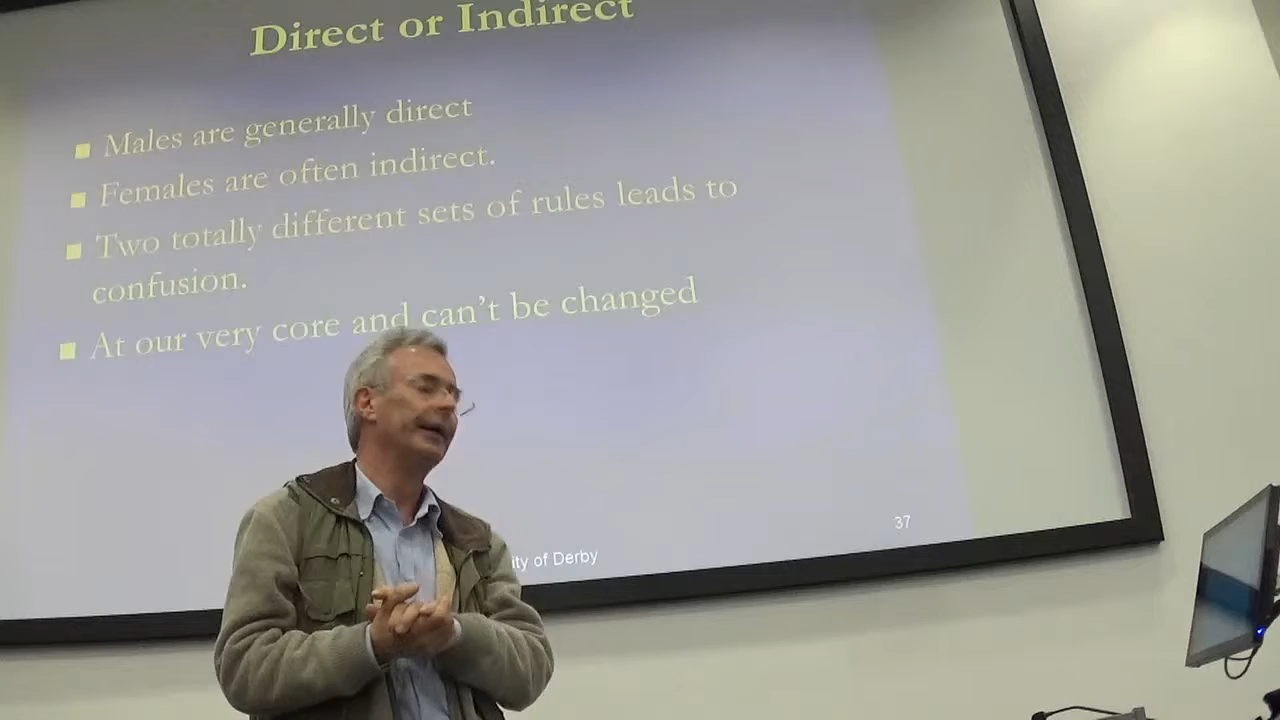 Direct or Indirect
Males are generally direct
Females are often indirect.
Two totally different sets of rules leads to
confusion.
At our very core and can't be changed
of Derby
37